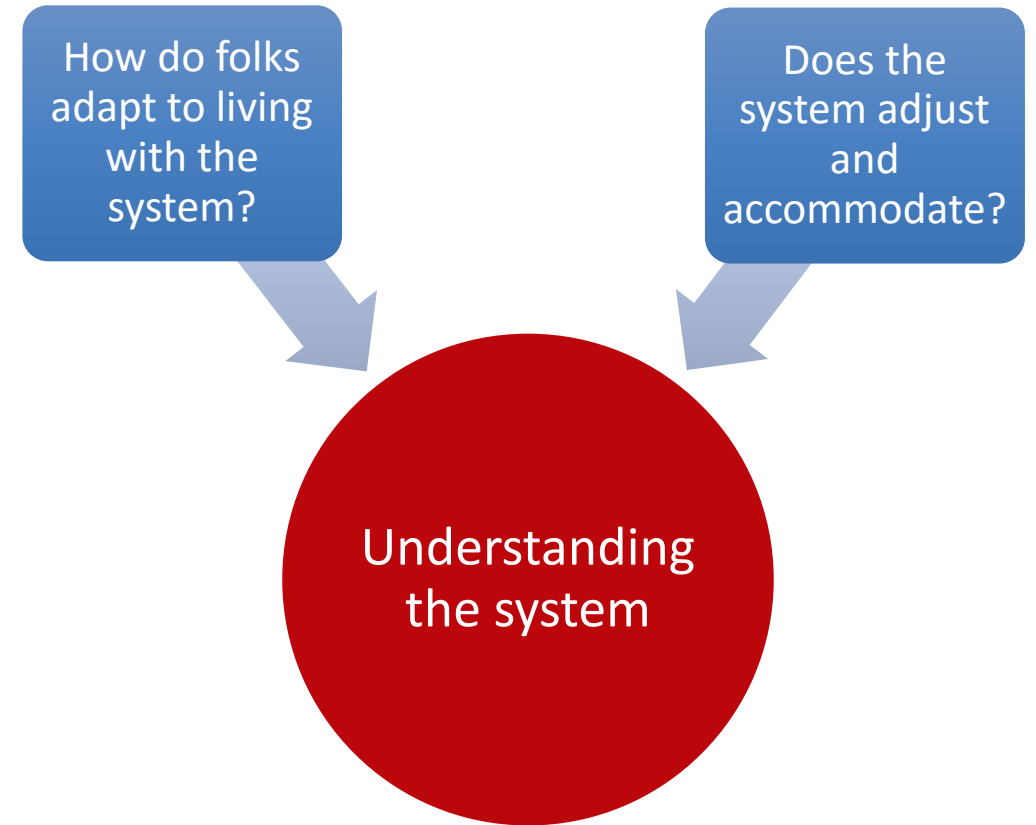 How do folks
adapt to living
with the
system?
Does the
system adjust
and
accommodate?
Understanding
the system